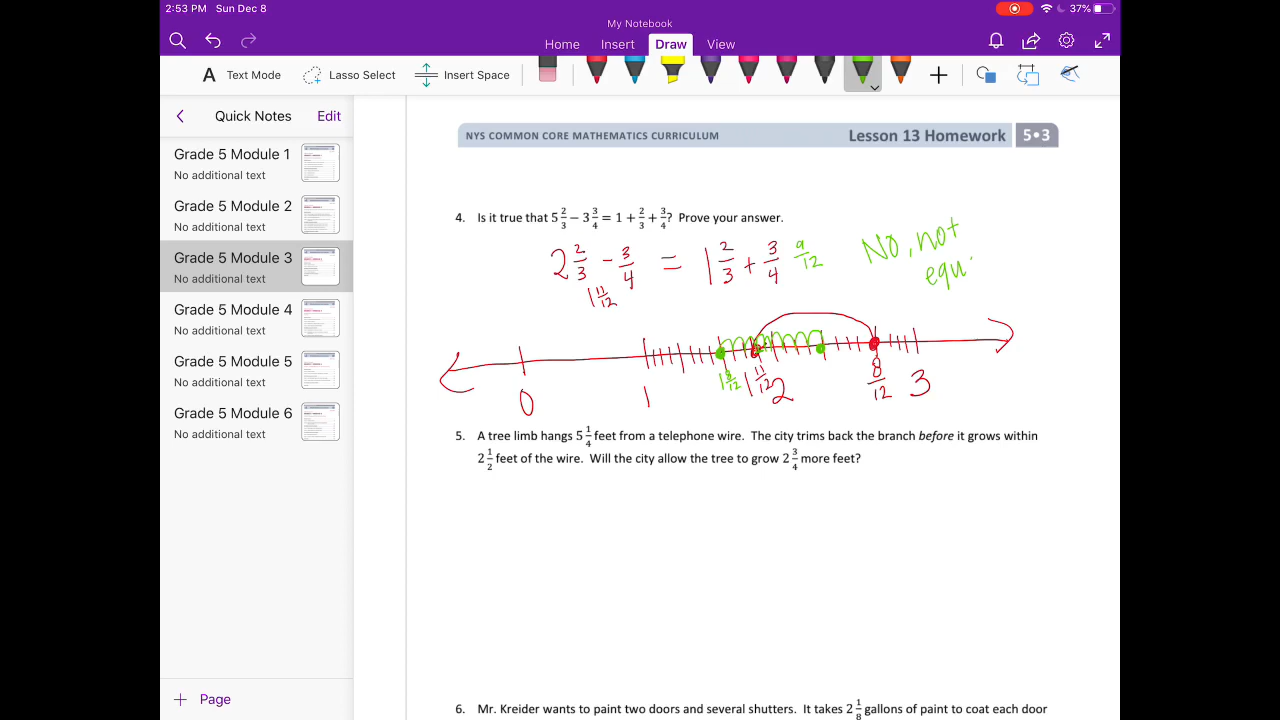 2:53 PM Sun Dec 8
37%
My Notebook
Home Insert Draw View
Text Mode Lasso Select Insert Space
Quick Notes Edit
Grade 5 Module 1
No additional text
Grade 5 Module 2
No additional text
Grade 5 Module 3
No additional text
Grade 5 Module 4
No additional text
Grade 5 Module 5
No additional text
Grade 5 Module 6
No additional text
Page
NYS COMMON CORE MATHEMATICS CURRICULUM Lesson 13 Homework 5•3
4. Is it true that 5 2/3 − 3 3/4 = 1 + 2/3 + 3/4? Prove your answer.
2 2/3 − 3/4 = 1 2/3 + 3/4 9/12
1 11/12
No, not
equ
1 8/12 1 11/12 2 8/12 3
0 1
5. A tree limb hangs 5 1/4 feet from a telephone wire. The city trims back the branch before it grows within
2 1/2 feet of the wire. Will the city allow the tree to grow 2 3/4 more feet?
6. Mr. Kreider wants to paint two doors and several shutters. It takes 2 1/8 gallons of paint to coat each door